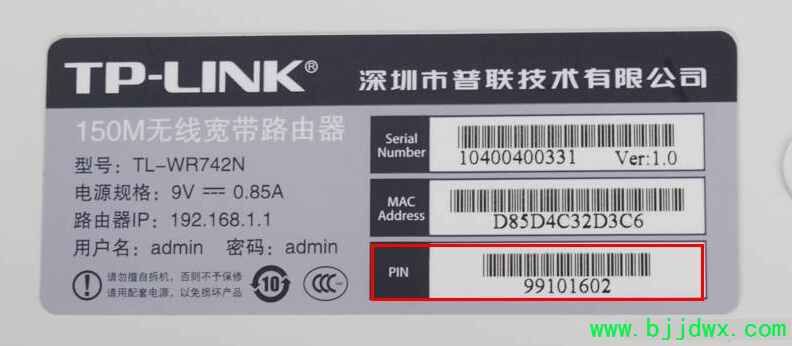 TP-LINK® 深圳市普联技术有限公司
150M无线宽带路由器
型号：TL-WR742N
电源规格：9V 0.85A
路由器IP：192.168.1.1
用户名：admin 密码：admin
请勿擅自拆机，否则不予保修
请用配套电源，以免损坏产品
10
CCC
Serial Number
10400400331 Ver:1.0
MAC Address
D85D4C32D3C6
PIN
99101602
www.bjjdwx.com